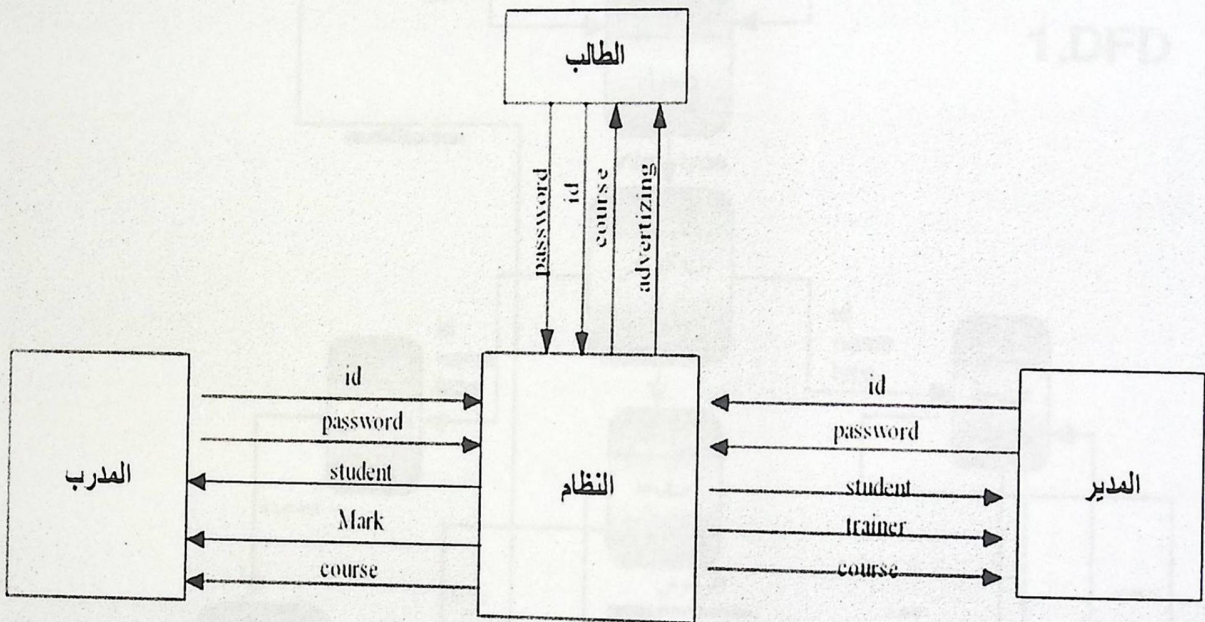 1.DFD
الطالب
password
id
course
advertizing
id
password
student
Mark
course
المدرب
النظام
id
password
student
trainer
course
المدير